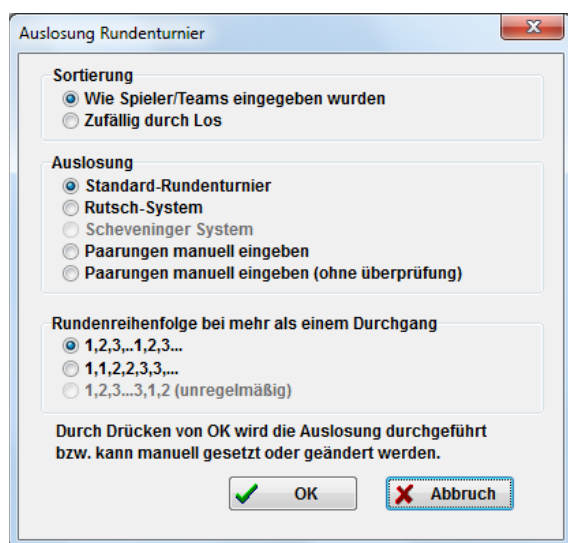 Auslosung Rundenturnier
Sortierung
Wie Spieler/Teams eingegeben wurden
Zufällig durch Los
Auslosung
Standard-Rundenturnier
Rutsch-System
Scheveninger System
Paarungen manuell eingeben
Paarungen manuell eingeben (ohne überprüfung)
Rundenreihenfolge bei mehr als einem Durchgang
1,2,3,..1,2,3...
1,1,2,2,3,3,...
1,2,3...3,1,2 (unregelmäßig)
Durch Drücken von OK wird die Auslosung durchgeführt
bzw. kann manuell gesetzt oder geändert werden.
OK
Abbruch